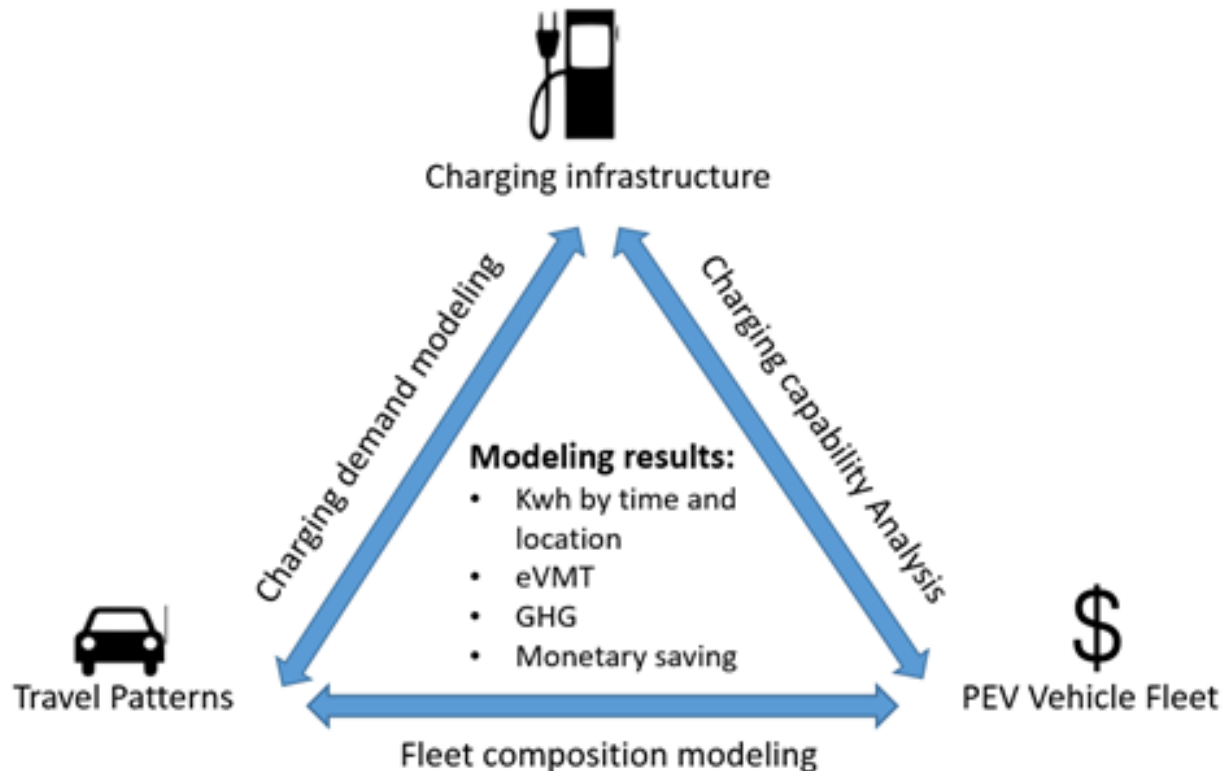 Charging infrastructure
Charging demand modeling
Charging capability Analysis
Modeling results:
• Kwh by time and
location
• eVMT
• GHG
• Monetary saving
Travel Patterns
$
PEV Vehicle Fleet
Fleet composition modeling